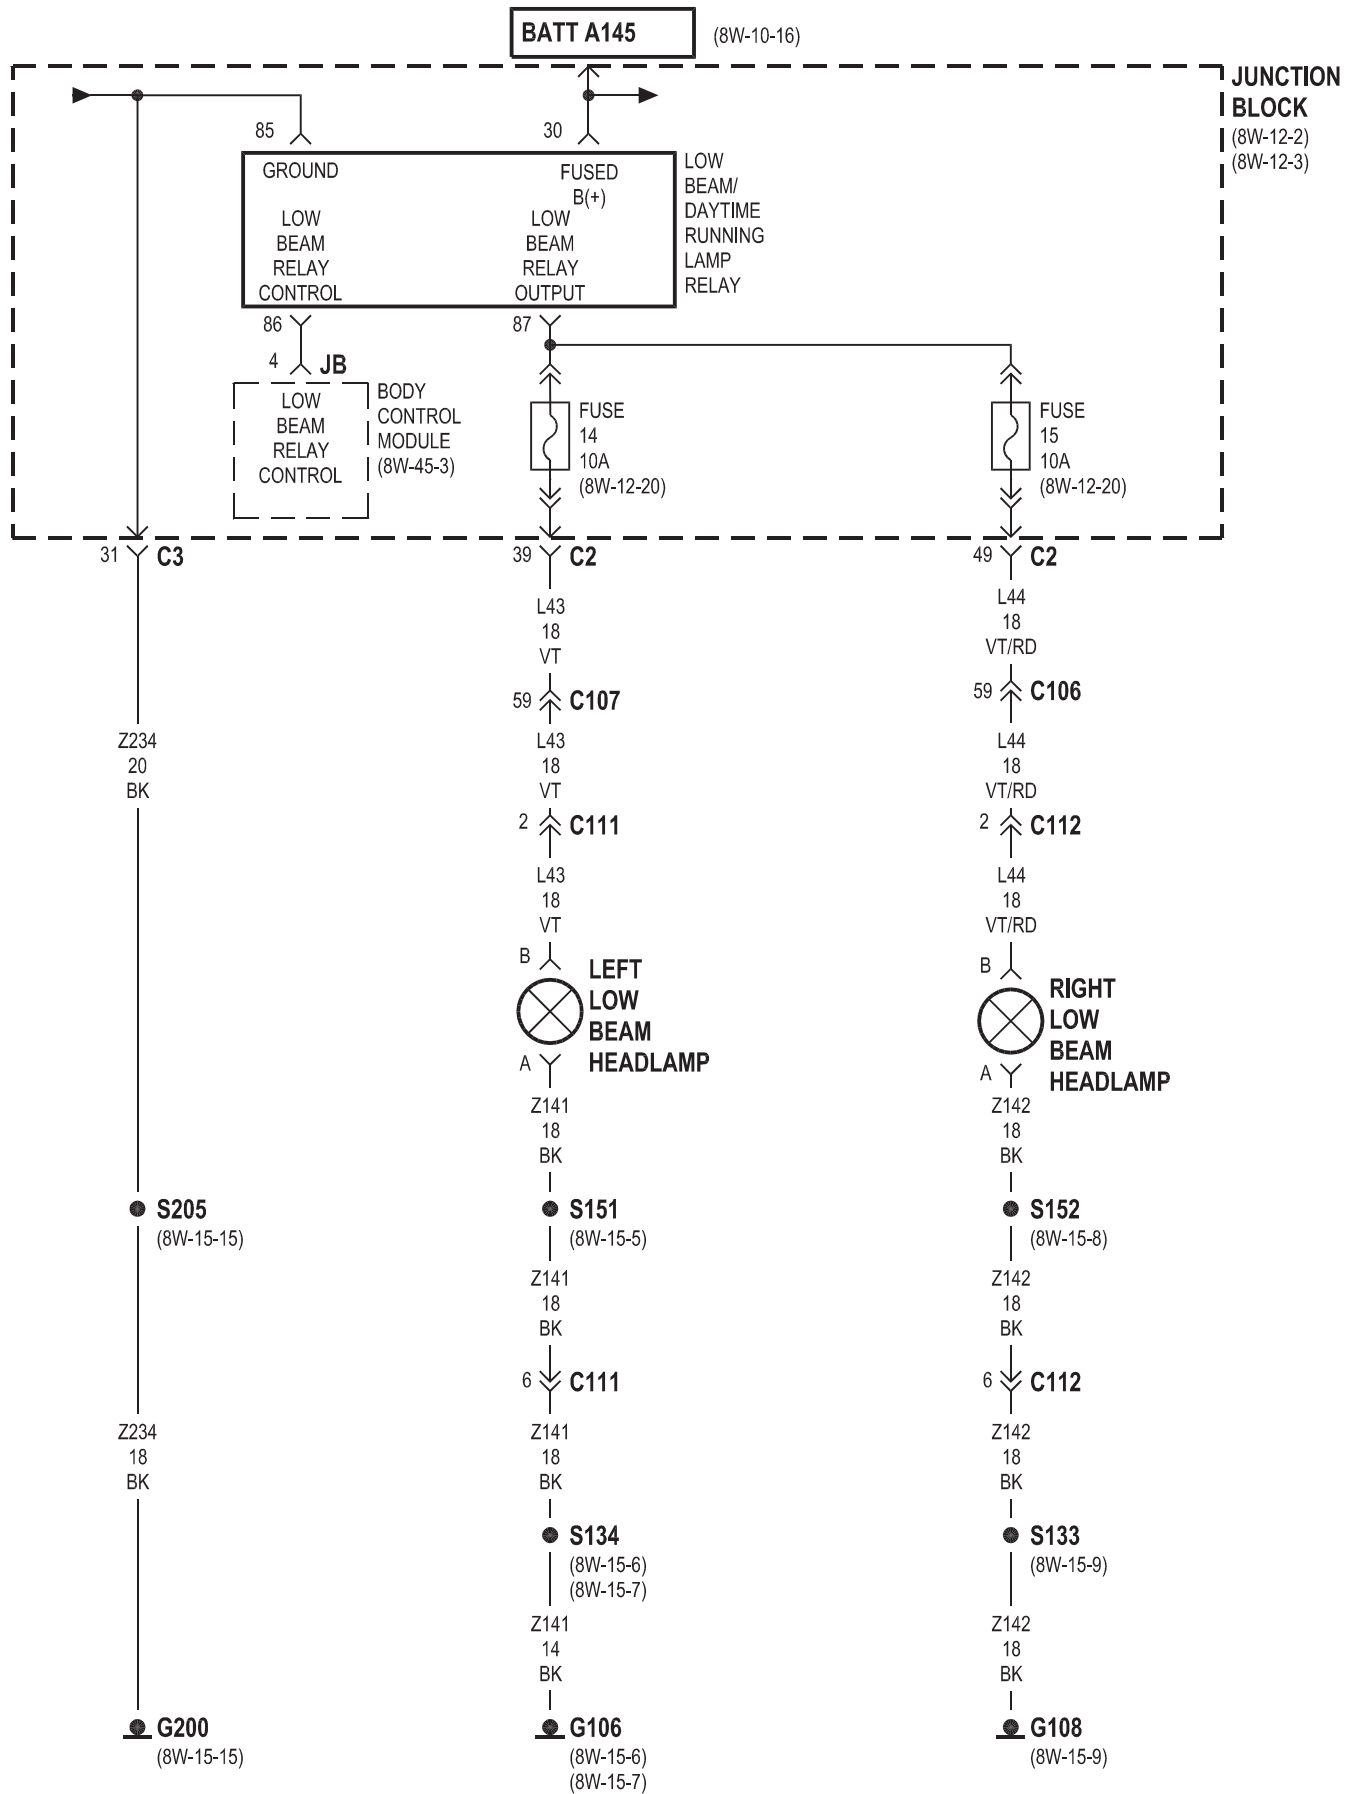 BATT A145
(8W-10-16)
JUNCTION
BLOCK
(8W-12-2)
(8W-12-3)
85
30
GROUND
FUSED
B(+)
LOW
BEAM
RELAY
CONTROL
LOW
BEAM
RELAY
OUTPUT
LOW
BEAM/
DAYTIME
RUNNING
LAMP
RELAY
86
87
4
JB
LOW
BEAM
RELAY
CONTROL
BODY
CONTROL
MODULE
(8W-45-3)
FUSE
14
10A
(8W-12-20)
FUSE
15
10A
(8W-12-20)
31
C3
39
C2
49
C2
L43
18
VT
L44
18
VT/RD
59
C107
59
C106
Z234
20
BK
L43
18
VT
L44
18
VT/RD
2
C111
2
C112
L43
18
VT
L44
18
VT/RD
B
LEFT
LOW
BEAM
HEADLAMP
A
B
RIGHT
LOW
BEAM
HEADLAMP
A
Z141
18
BK
Z142
18
BK
S205
(8W-15-15)
S151
(8W-15-5)
S152
(8W-15-8)
Z141
18
BK
Z142
18
BK
6
C111
6
C112
Z234
18
BK
Z141
18
BK
Z142
18
BK
S134
(8W-15-6)
(8W-15-7)
S133
(8W-15-9)
Z141
14
BK
Z142
18
BK
G200
(8W-15-15)
G106
(8W-15-6)
(8W-15-7)
G108
(8W-15-9)